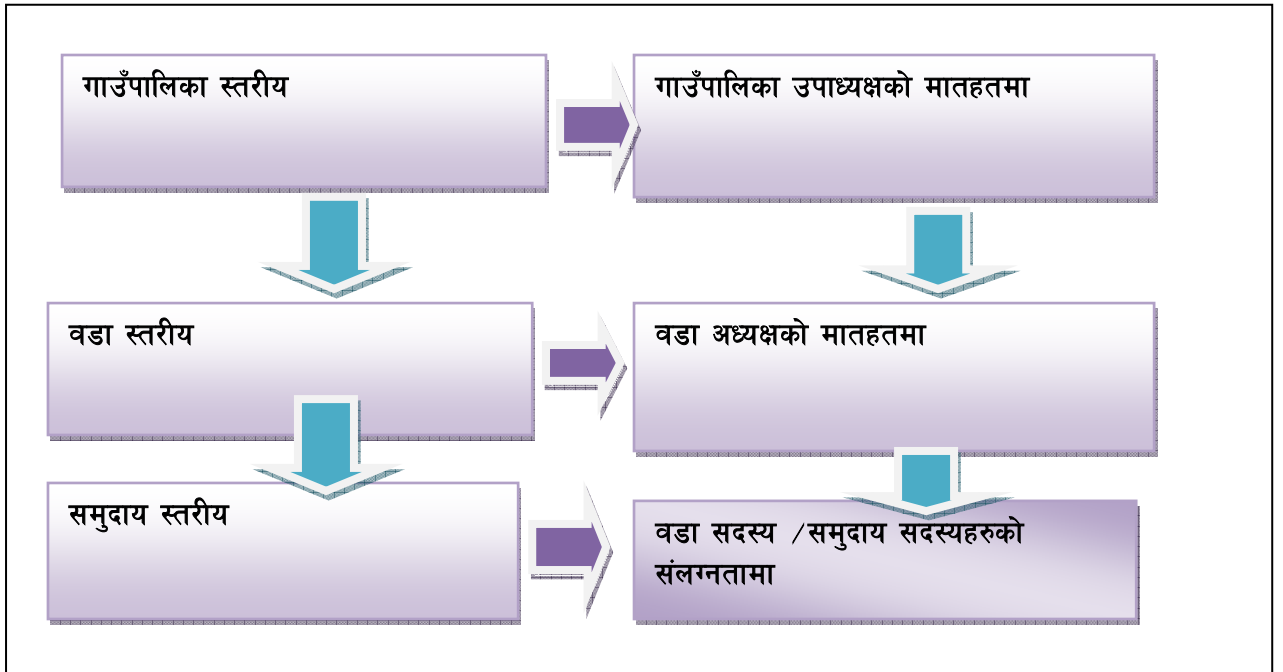 गाउँपालिका स्तरीय
गाउँपालिका उपाध्यक्षको मातहतमा
वडा स्तरीय
वडा अध्यक्षको मातहतमा
समुदाय स्तरीय
वडा सदस्य /समुदाय सदस्यहरुको
संलग्नतामा